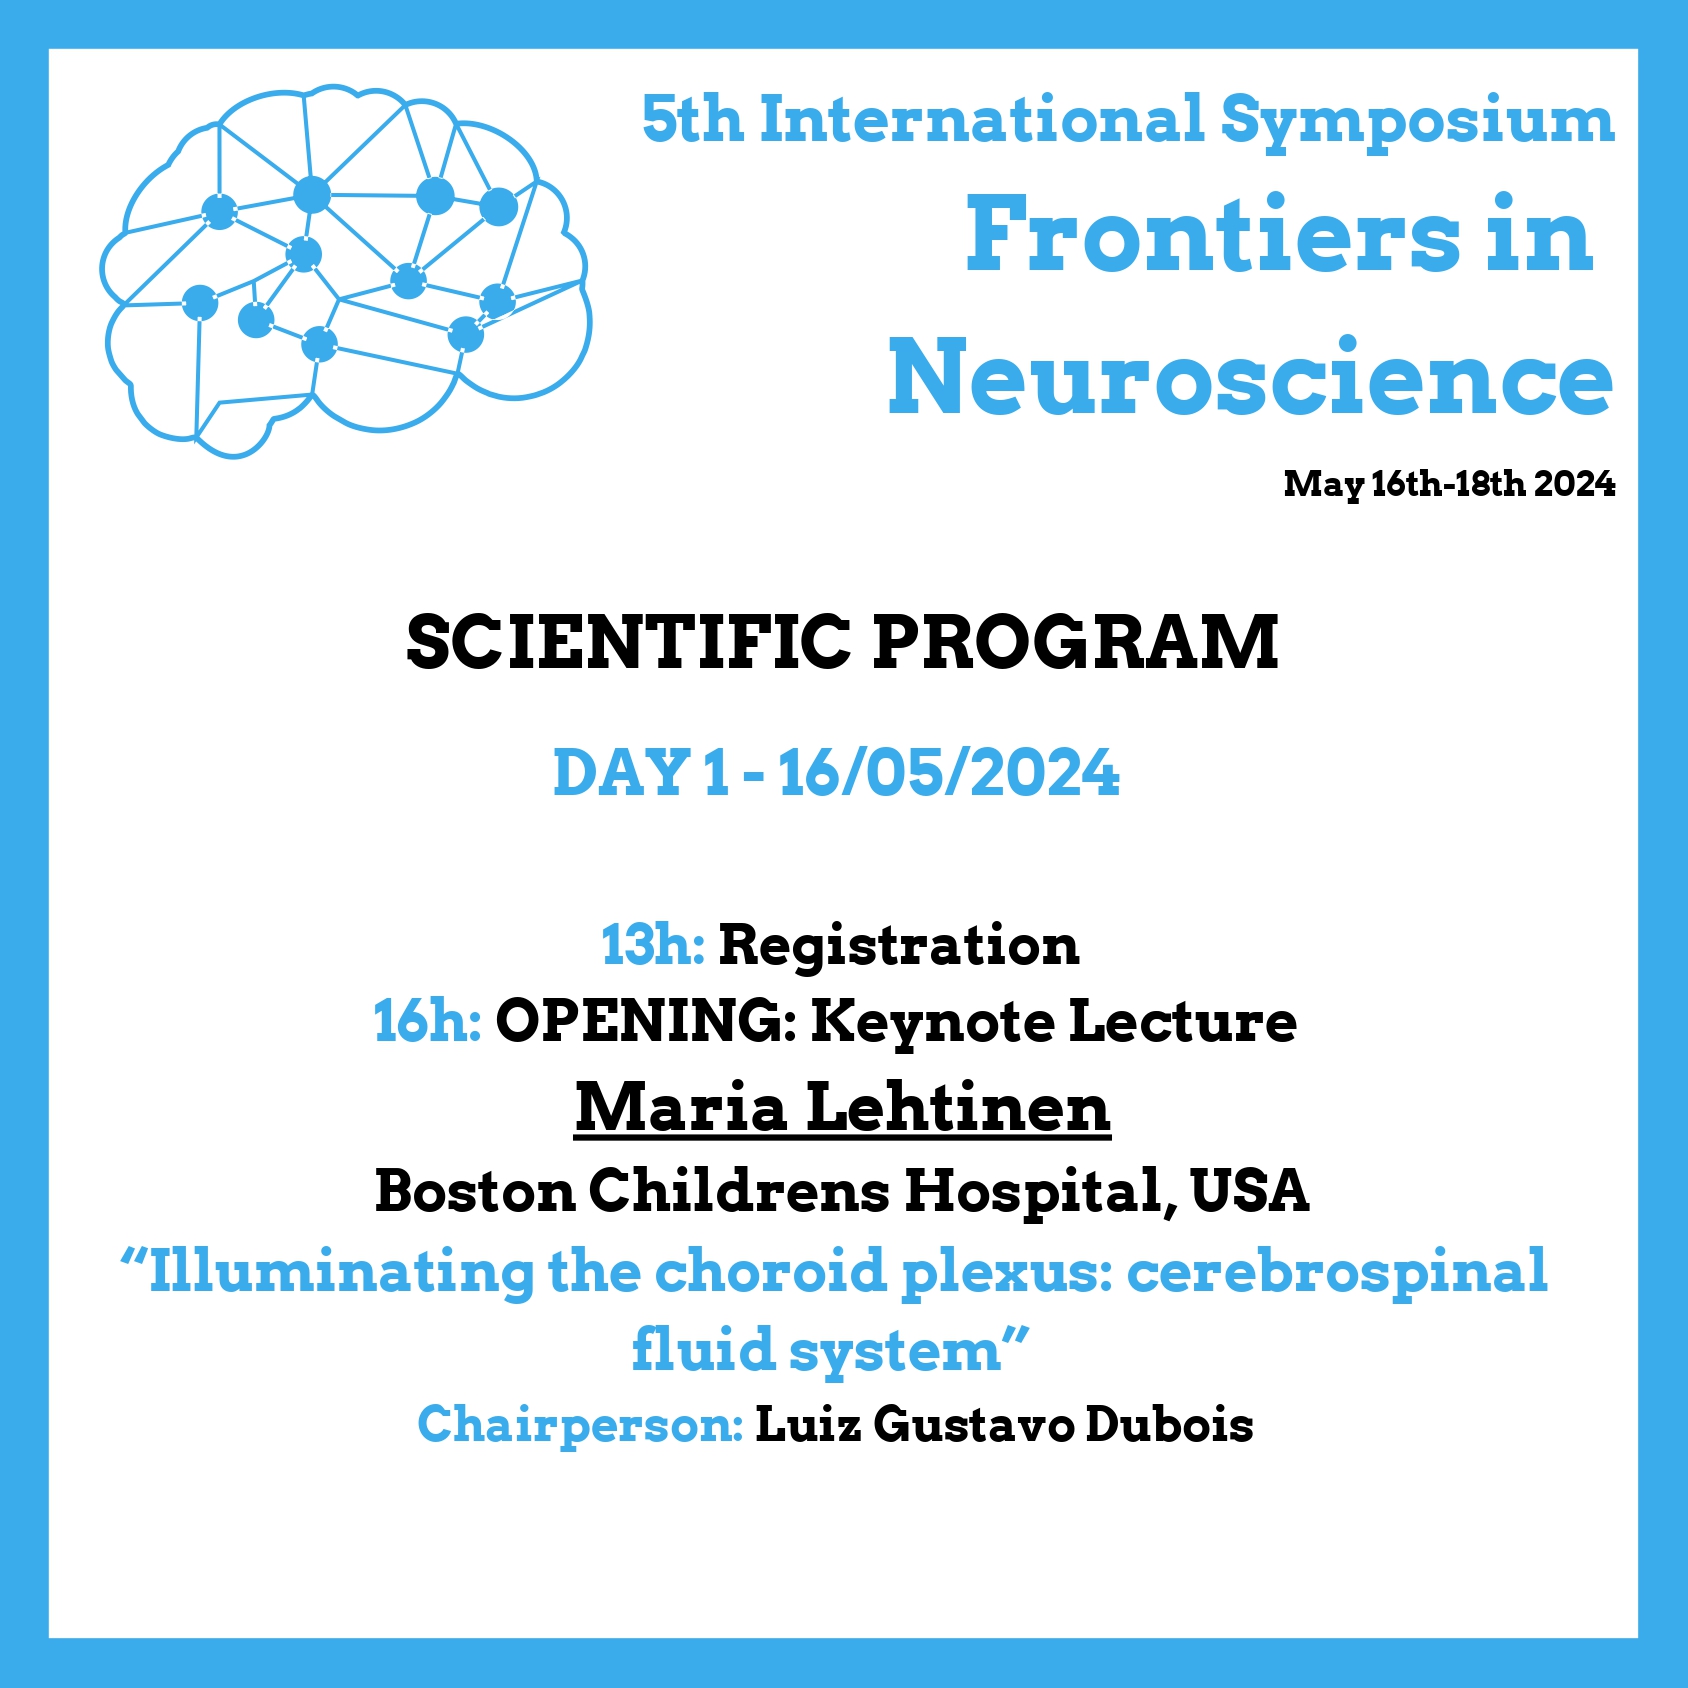 5th International Symposium
Frontiers in
Neuroscience
May 16th-18th 2024
SCIENTIFIC PROGRAM
DAY 1 - 16/05/2024
13h: Registration
16h: OPENING: Keynote Lecture
Maria Lehtinen
Boston Childrens Hospital, USA
“Illuminating the choroid plexus: cerebrospinal
fluid system”
Chairperson: Luiz Gustavo Dubois